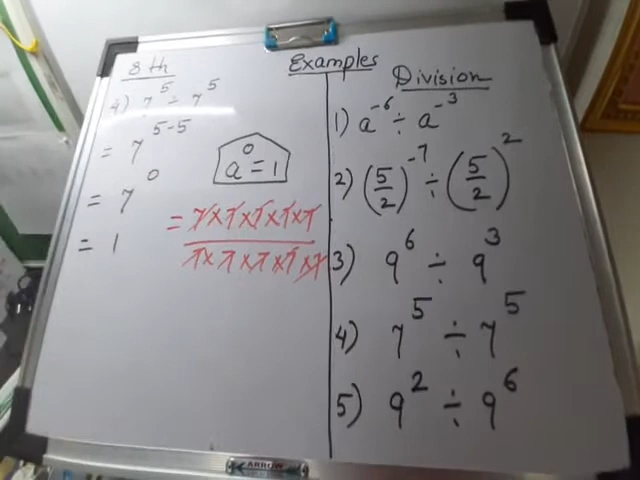 8th
Examples
4) 7^5 ÷ 7^5
= 7^5-5
= 7^0
= 1
a^0 = 1
= 7×7×7×7×7
7×7×7×7×7
Division
1) a^-6 ÷ a^-3
2) (5/2)^-7 ÷ (5/2)^2
3) 9^6 ÷ 9^3
4) 7^5 ÷ 7^5
5) 9^2 ÷ 9^6
ARROW